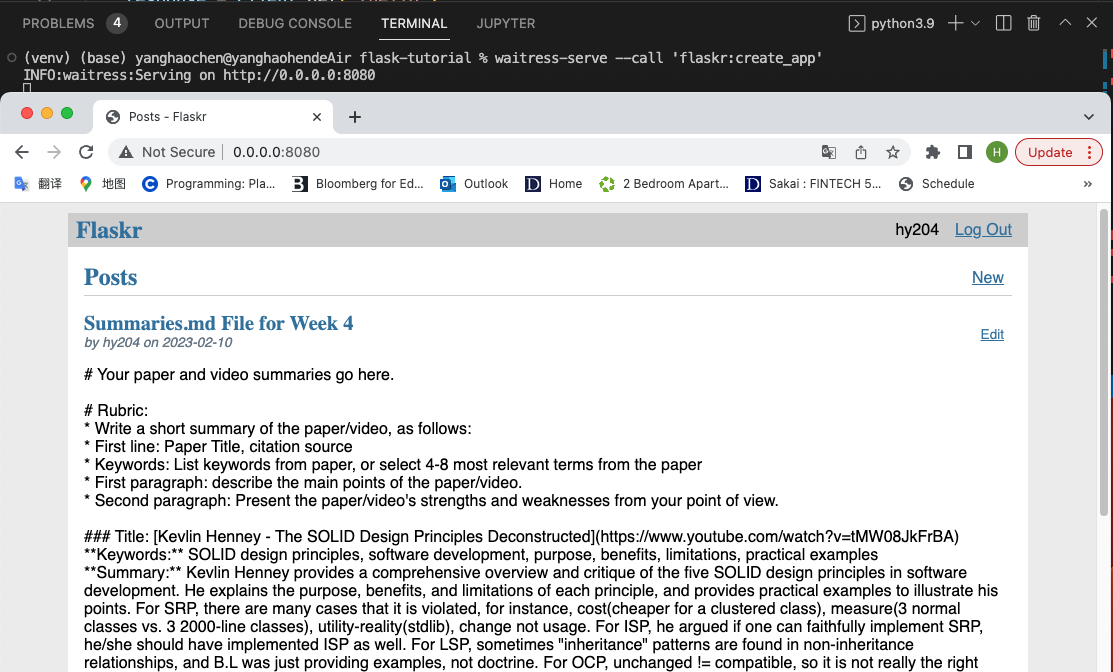 PROBLEMS 4 OUTPUT DEBUG CONSOLE TERMINAL JUPYTER python3.9
(venv) (base) yanghaochen@yanghaohendeAir flask-tutorial % waitress-serve --call 'flaskr:create_app'
INFO:waitress:Serving on http://0.0.0.0:8080
Posts - Flaskr
Not Secure 0.0.0.0:8080 H Update
翻译 地图 Programming: Pla... Bloomberg for Ed... Outlook Home 2 Bedroom Apart... Sakai : FINTECH 5... Schedule »
Flaskr hy204 Log Out
Posts New
Summaries.md File for Week 4
by hy204 on 2023-02-10 Edit
# Your paper and video summaries go here.
# Rubric:
* Write a short summary of the paper/video, as follows:
* First line: Paper Title, citation source
* Keywords: List keywords from paper, or select 4-8 most relevant terms from the paper
* First paragraph: describe the main points of the paper/video.
* Second paragraph: Present the paper/video's strengths and weaknesses from your point of view.
### Title: [Kevlin Henney - The SOLID Design Principles Deconstructed](https://www.youtube.com/watch?v=tMW08JkFrBA)
**Keywords:** SOLID design principles, software development, purpose, benefits, limitations, practical examples
**Summary:** Kevlin Henney provides a comprehensive overview and critique of the five SOLID design principles in software
development. He explains the purpose, benefits, and limitations of each principle, and provides practical examples to illustrate his
points. For SRP, there are many cases that it is violated, for instance, cost(cheaper for a clustered class), measure(3 normal
classes vs. 3 2000-line classes), utility-reality(stdlib), change not usage. For ISP, he argued if one can faithfully implement SRP,
he/she should have implemented ISP as well. For LSP, sometimes "inheritance" patterns are found in non-inheritance
relationships, and B.L was just providing examples, not doctrine. For OCP, unchanged != compatible, so it is not really the right